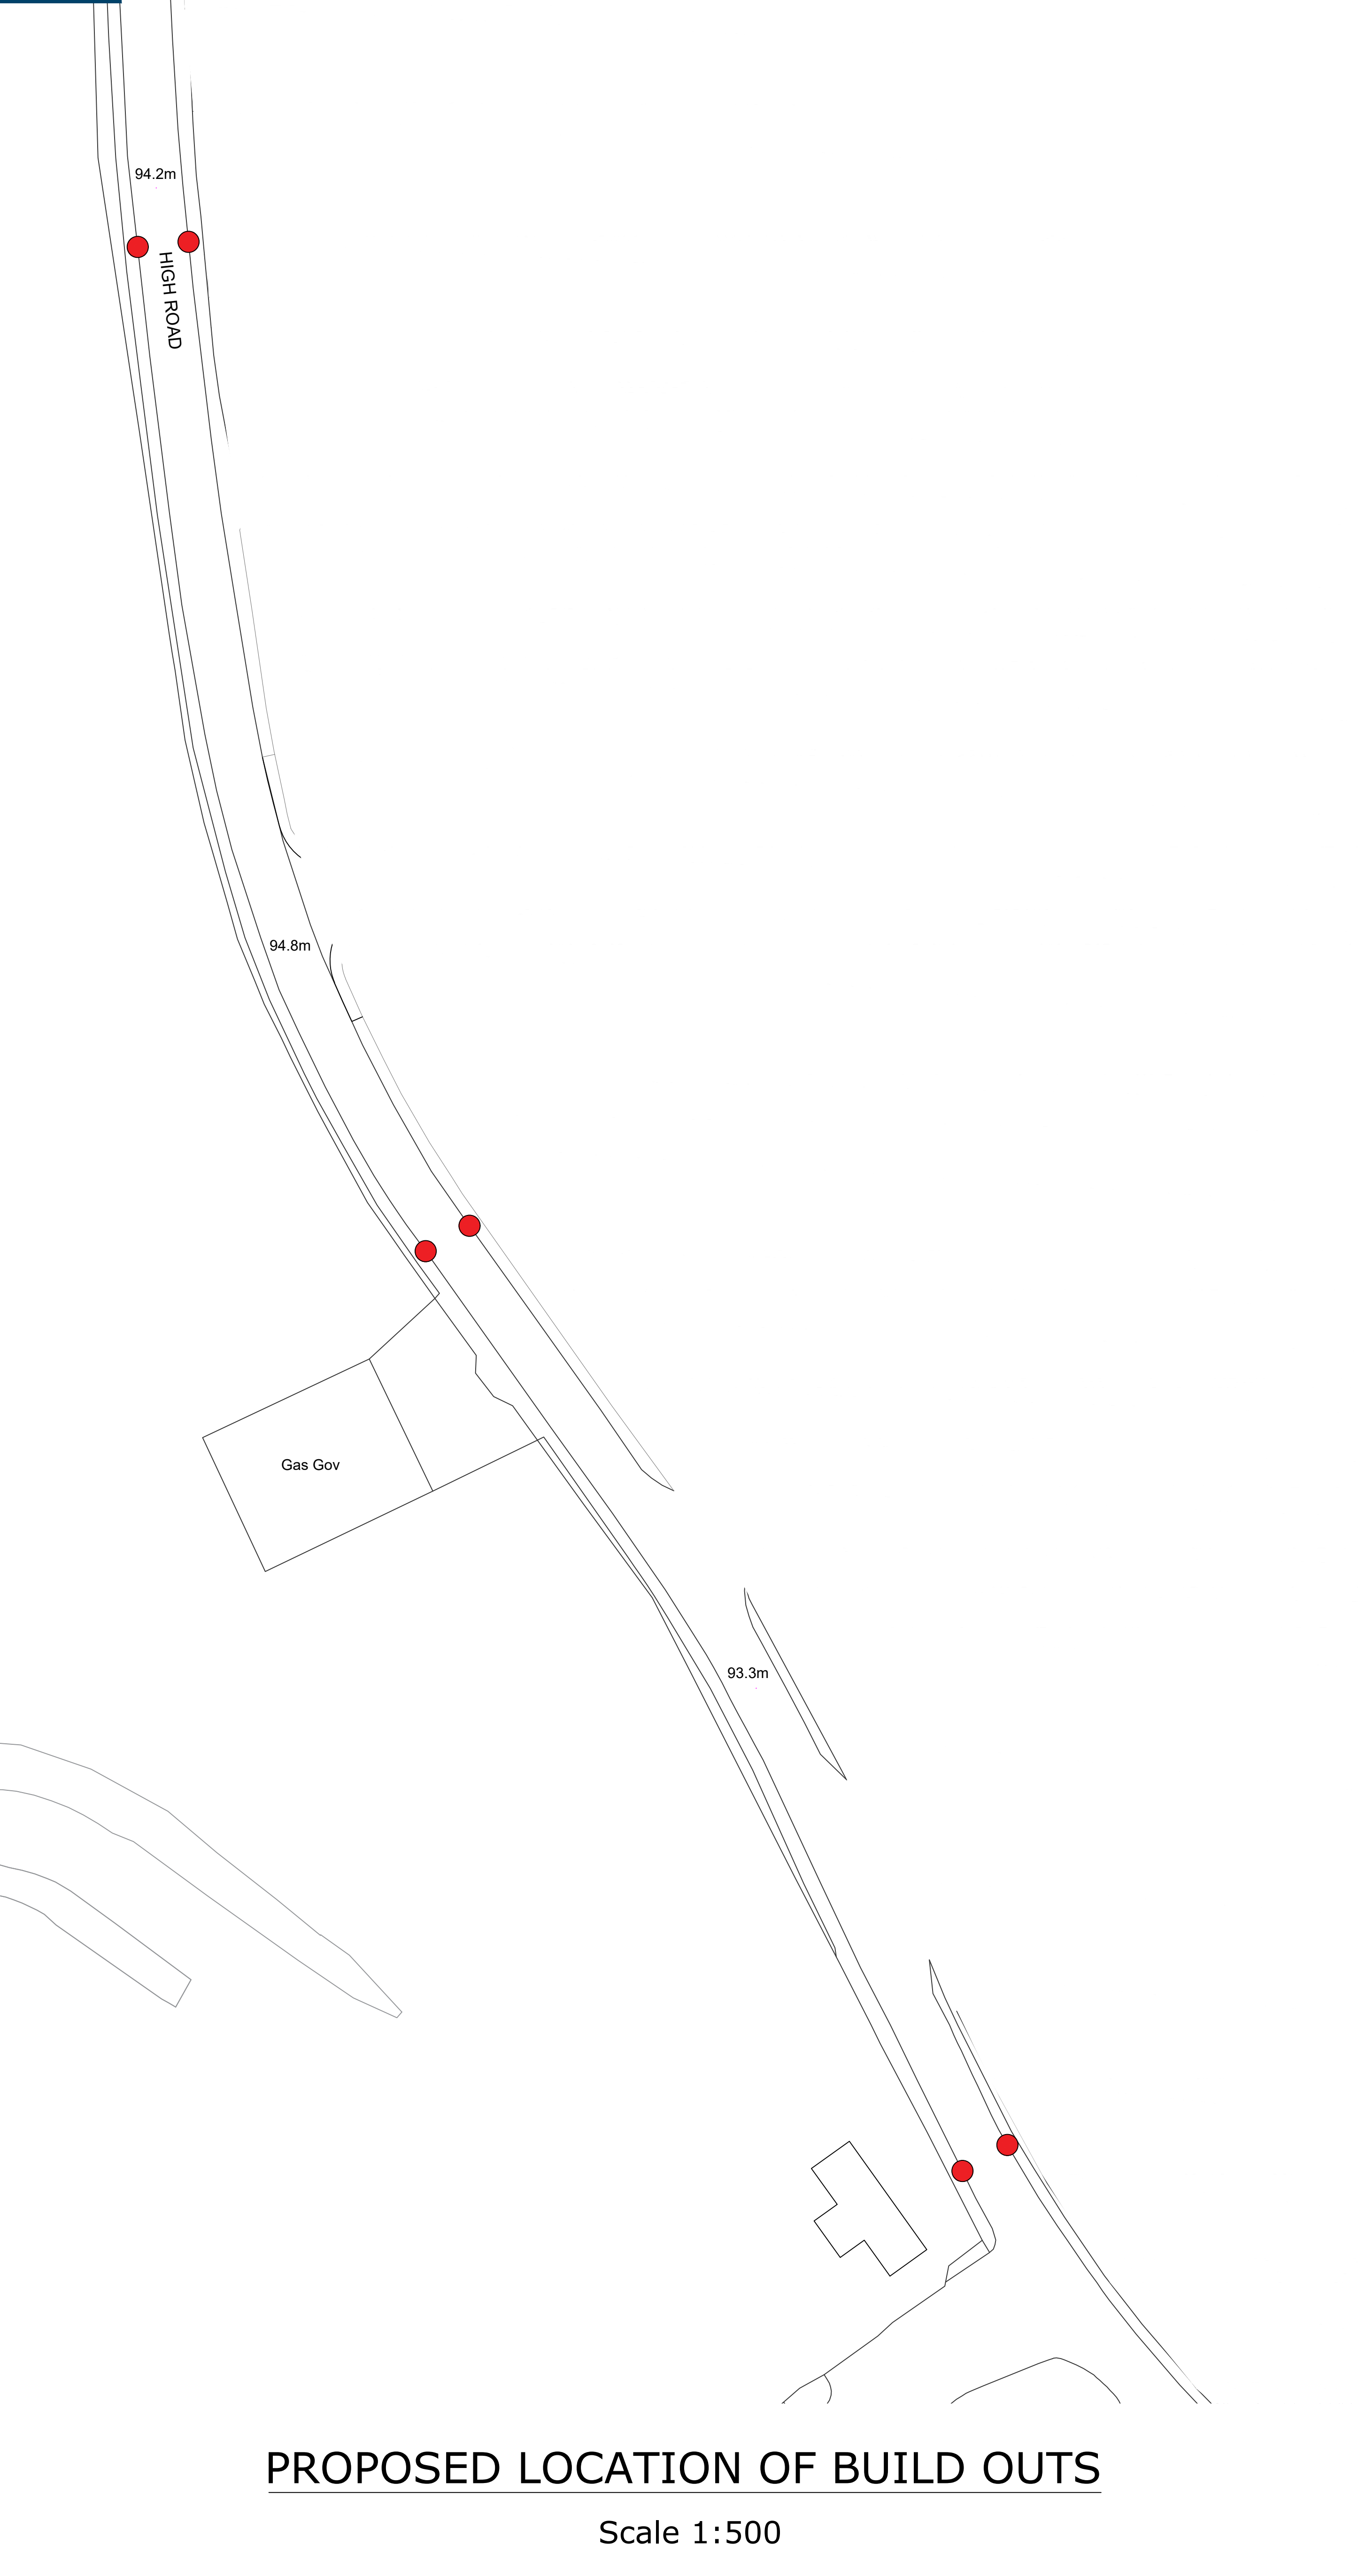 94.2m
HIGH ROAD
94.8m
Gas Gov
93.3m
PROPOSED LOCATION OF BUILD OUTS
Scale 1:500